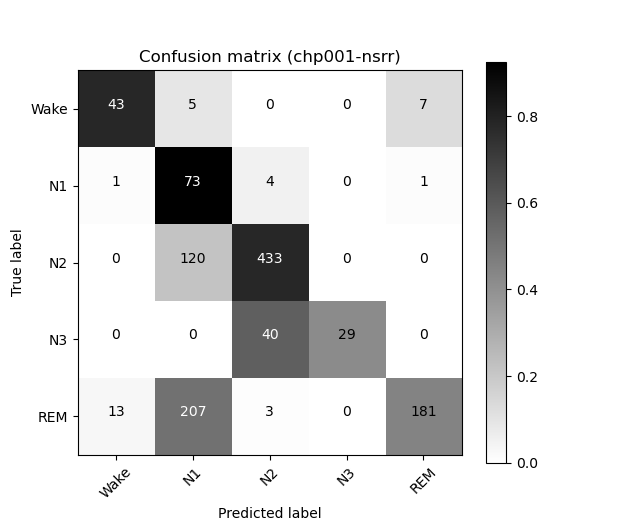 Confusion matrix (chp001-nsrr)
True label
Wake 43 5 0 0 7
N1 1 73 4 0 1
N2 0 120 433 0 0
N3 0 0 40 29 0
REM 13 207 3 0 181
Wake N1 N2 N3 REM
Predicted label
0.8
0.6
0.4
0.2
0.0